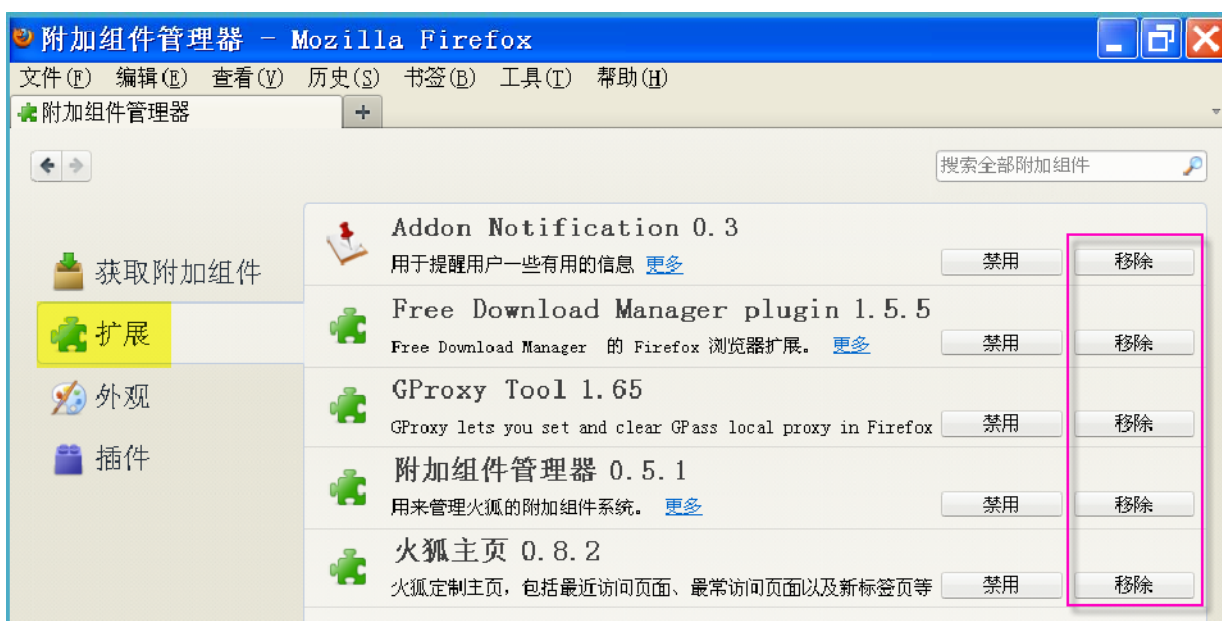 附加组件管理器 - Mozilla Firefox
文件(F) 编辑(E) 查看(V) 历史(S) 书签(B) 工具(T) 帮助(H)
附加组件管理器 +
搜索全部附加组件
获取附加组件
扩展
外观
插件
Addon Notification 0.3
用于提醒用户一些有用的信息 更多 禁用 移除
Free Download Manager plugin 1.5.5
Free Download Manager 的 Firefox 浏览器扩展。 更多 禁用 移除
GProxy Tool 1.65
GProxy lets you set and clear GPass local proxy in Firefox 禁用 移除
附加组件管理器 0.5.1
用来管理火狐的附加组件系统。 更多 禁用 移除
火狐主页 0.8.2
火狐定制主页，包括最近访问页面、最常访问页面以及新标签页等 禁用 移除